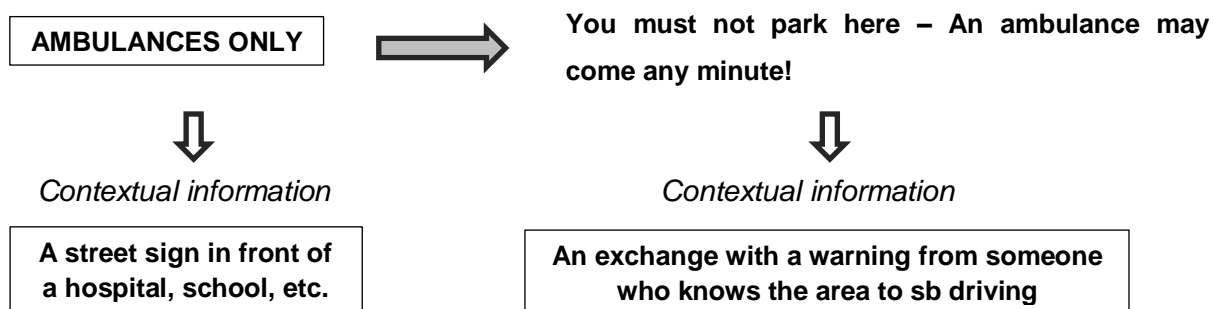 AMBULANCES ONLY
You must not park here – An ambulance may
come any minute!
Contextual information
Contextual information
A street sign in front of
a hospital, school, etc.
An exchange with a warning from someone
who knows the area to sb driving